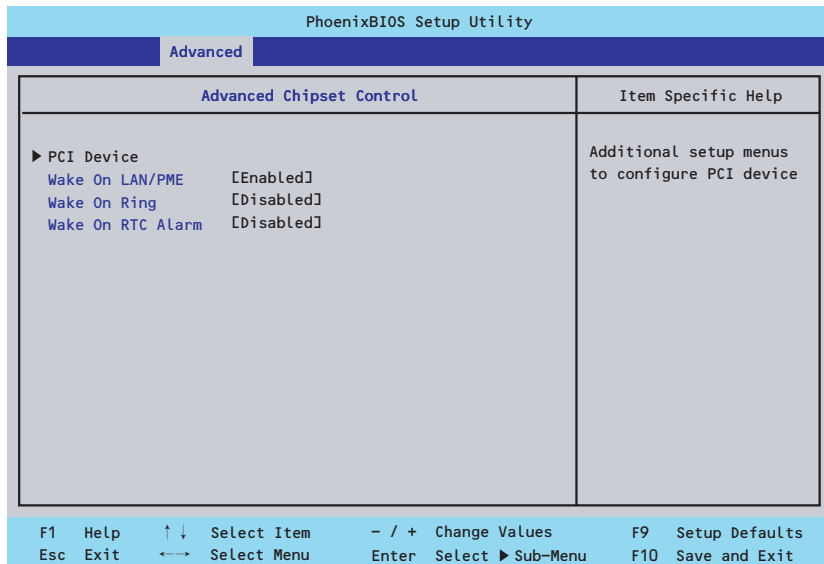 PhoenixBIOS Setup Utility
Advanced
Advanced Chipset Control
Item Specific Help
▶ PCI Device
Wake On LAN/PME [Enabled]
Wake On Ring [Disabled]
Wake On RTC Alarm [Disabled]
Additional setup menus
to configure PCI device
F1 Help ↑↓ Select Item - / + Change Values F9 Setup Defaults
Esc Exit ←→ Select Menu Enter Select ▶ Sub-Menu F10 Save and Exit